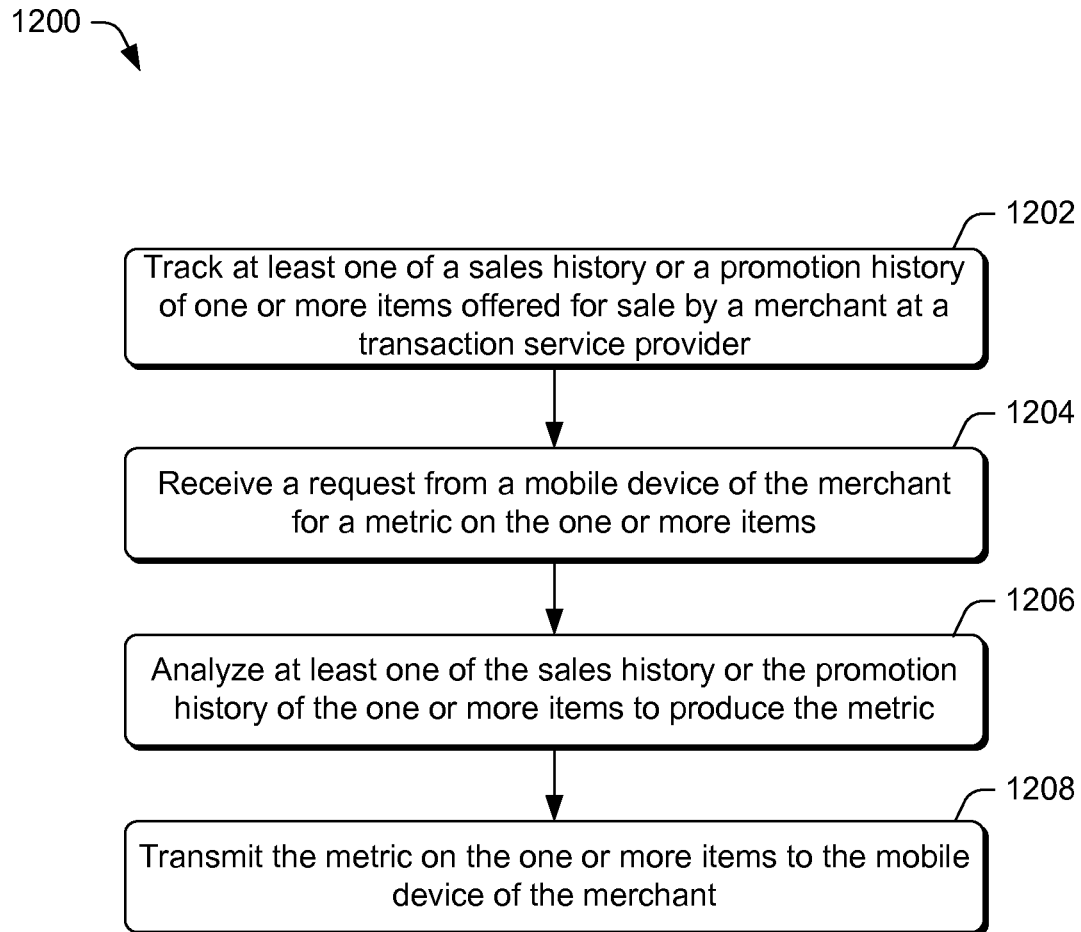 1200
1202
Track at least one of a sales history or a promotion history
of one or more items offered for sale by a merchant at a
transaction service provider
1204
Receive a request from a mobile device of the merchant
for a metric on the one or more items
1206
Analyze at least one of the sales history or the promotion
history of the one or more items to produce the metric
1208
Transmit the metric on the one or more items to the mobile
device of the merchant